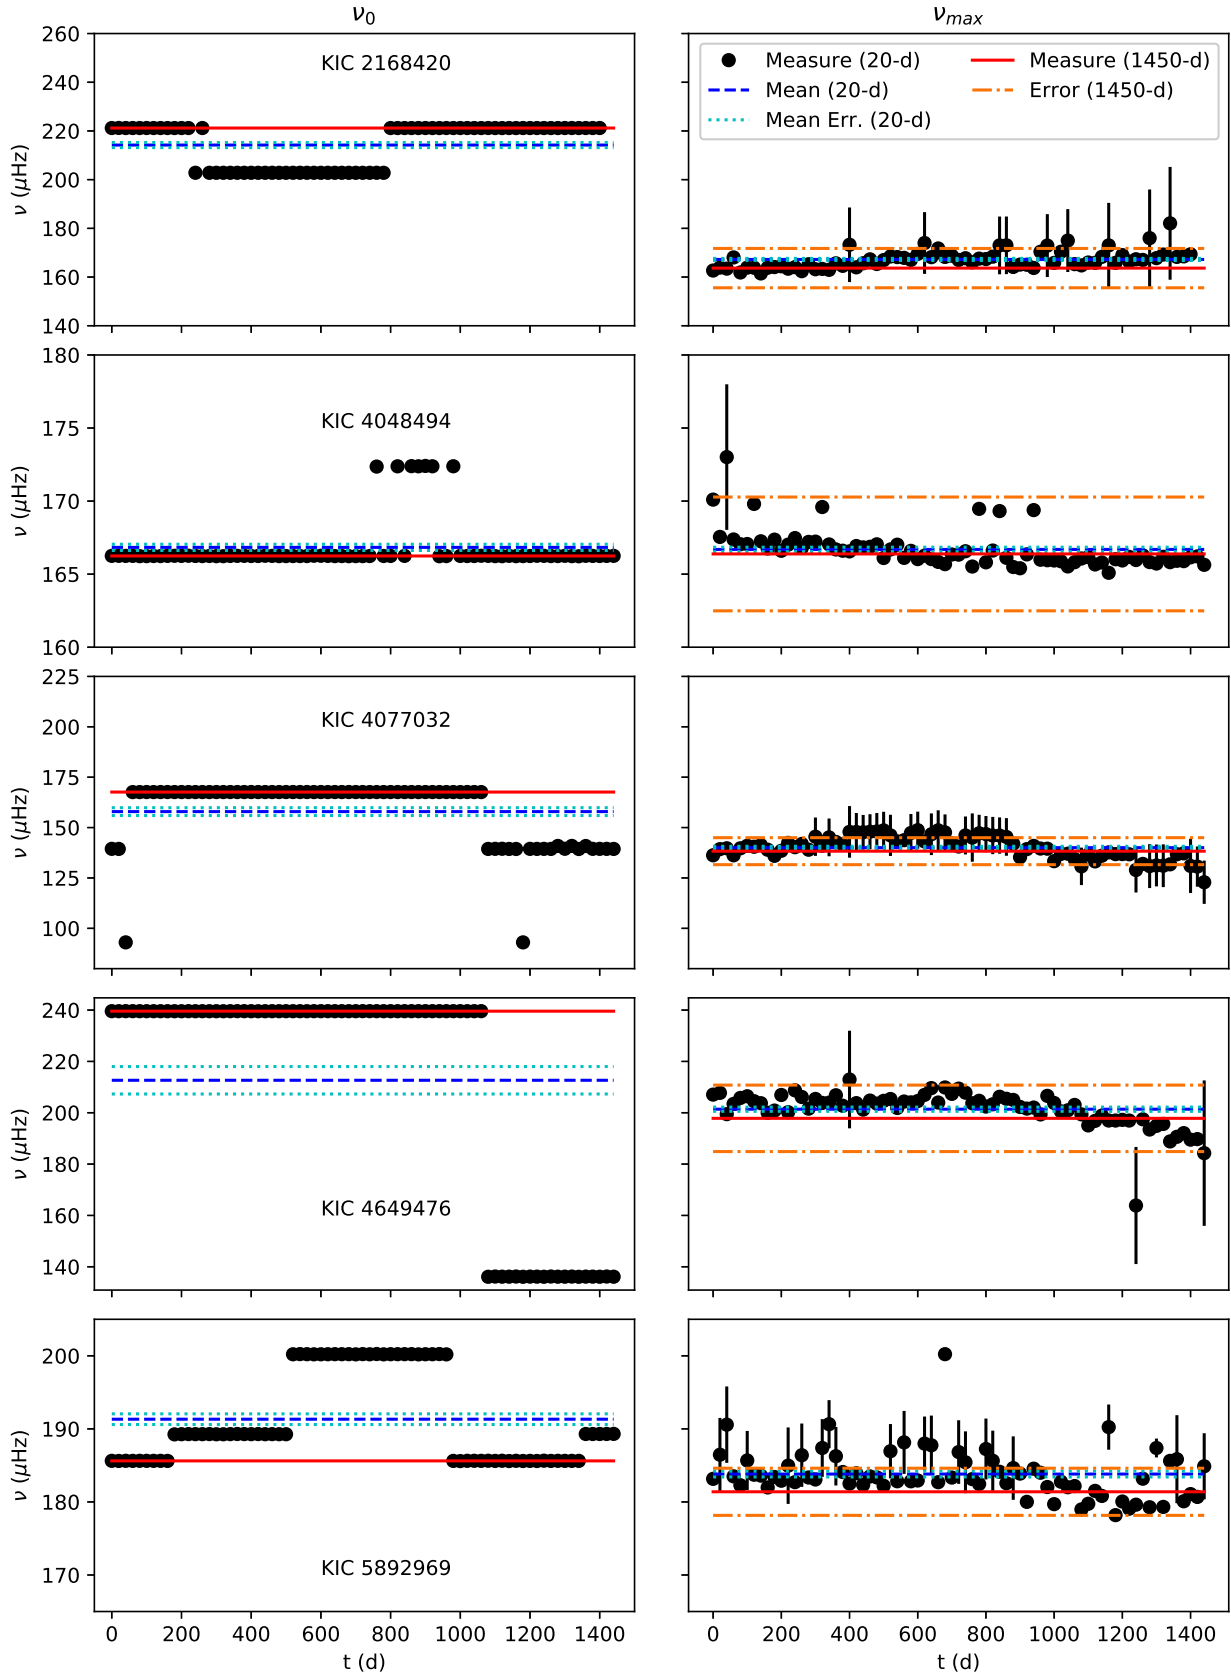 ν₀
ν_max
260
240
220
200
180
160
140
ν (μHz)
KIC 2168420
Measure (20-d)
Mean (20-d)
Mean Err. (20-d)
Measure (1450-d)
Error (1450-d)
180
175
170
165
160
ν (μHz)
KIC 4048494
225
200
175
150
125
100
ν (μHz)
KIC 4077032
240
220
200
180
160
140
ν (μHz)
KIC 4649476
200
190
180
170
ν (μHz)
KIC 5892969
0 200 400 600 800 1000 1200 1400
t (d)
0 200 400 600 800 1000 1200 1400
t (d)